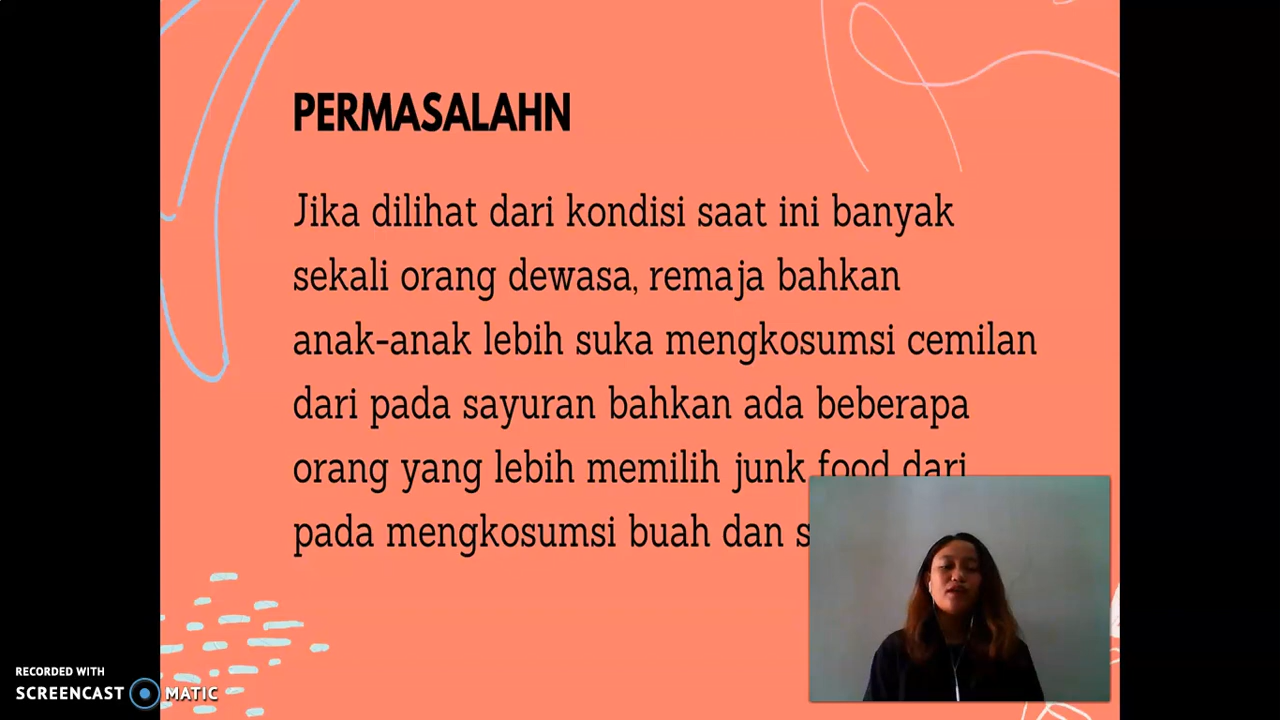 PERMASALAHN
Jika dilihat dari kondisi saat ini banyak
sekali orang dewasa, remaja bahkan
anak-anak lebih suka mengkosumsi cemilan
dari pada sayuran bahkan ada beberapa
orang yang lebih memilih junk food dari
pada mengkosumsi buah dan
RECORDED WITH
SCREENCAST MATIC